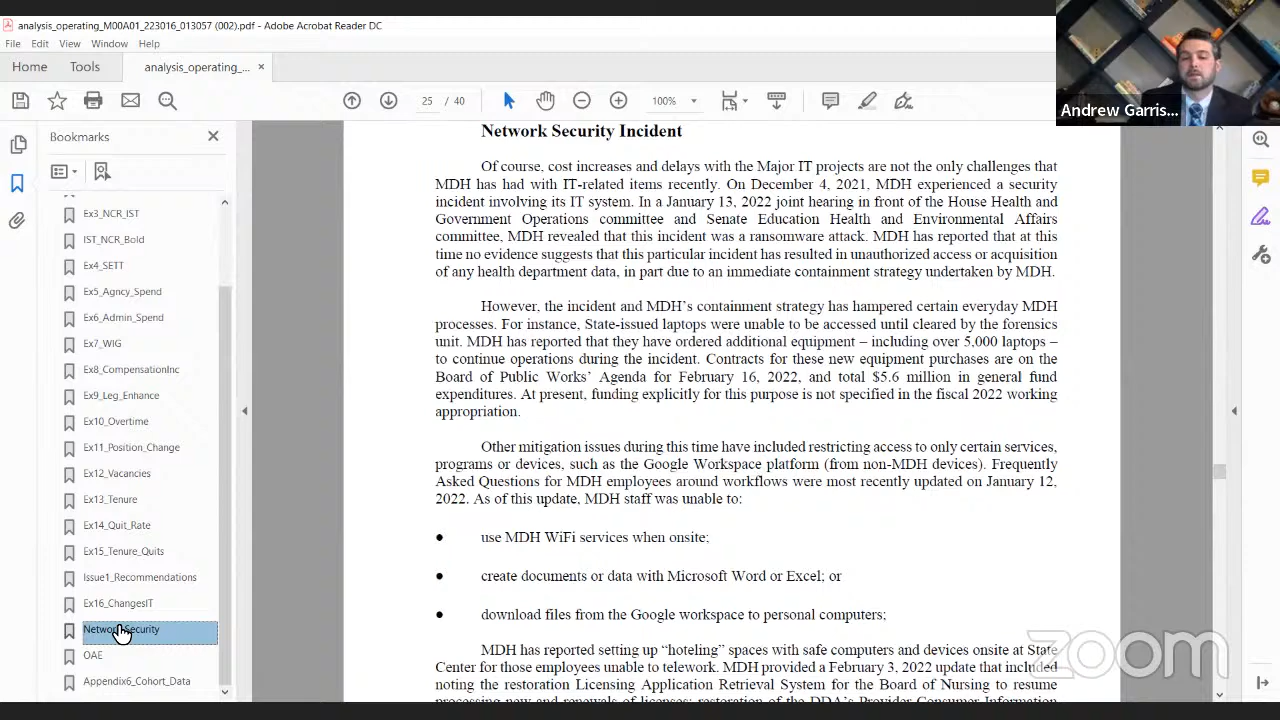 analysis_operating_M00A01_223016_013057 (002).pdf - Adobe Acrobat Reader DC
File Edit View Window Help
Home Tools analysis_operating_... ×
25 / 40 100%
Bookmarks
Ex3_NCR_IST
IST_NCR_Bold
Ex4_SETT
Ex5_Agncy_Spend
Ex6_Admin_Spend
Ex7_WIG
Ex8_CompensationInc
Ex9_Leg_Enhance
Ex10_Overtime
Ex11_Position_Change
Ex12_Vacancies
Ex13_Tenure
Ex14_Quit_Rate
Ex15_Tenure_Quits
Issue1_Recommendations
Ex16_ChangesIT
Network_Security
OAE
Appendix6_Cohort_Data
Network Security Incident
Of course, cost increases and delays with the Major IT projects are not the only challenges that
MDH has had with IT-related items recently. On December 4, 2021, MDH experienced a security
incident involving its IT system. In a January 13, 2022 joint hearing in front of the House Health and
Government Operations committee and Senate Education Health and Environmental Affairs
committee, MDH revealed that this incident was a ransomware attack. MDH has reported that at this
time no evidence suggests that this particular incident has resulted in unauthorized access or acquisition
of any health department data, in part due to an immediate containment strategy undertaken by MDH.
However, the incident and MDH's containment strategy has hampered certain everyday MDH
processes. For instance, State-issued laptops were unable to be accessed until cleared by the forensics
unit. MDH has reported that they have ordered additional equipment – including over 5,000 laptops –
to continue operations during the incident. Contracts for these new equipment purchases are on the
Board of Public Works' Agenda for February 16, 2022, and total $5.6 million in general fund
expenditures. At present, funding explicitly for this purpose is not specified in the fiscal 2022 working
appropriation.
Other mitigation issues during this time have included restricting access to only certain services,
programs or devices, such as the Google Workspace platform (from non-MDH devices). Frequently
Asked Questions for MDH employees around workflows were most recently updated on January 12,
2022. As of this update, MDH staff was unable to:
● use MDH WiFi services when onsite;
● create documents or data with Microsoft Word or Excel; or
● download files from the Google workspace to personal computers;
MDH has reported setting up “hoteling” spaces with safe computers and devices onsite at State
Center for those employees unable to telework. MDH provided a February 3, 2022 update that included
noting the restoration Licensing Application Retrieval System for the Board of Nursing to resume
processing new and renewals of licenses; restoration of the DDA's Provider Consumer Information
Andrew Garris...
zoom